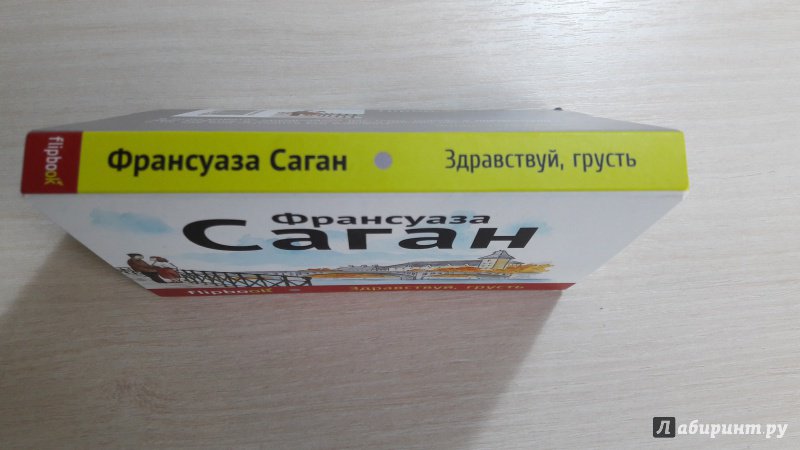 flipbook
Франсуаза Саган • Здравствуй, грусть
Франсуаза
Саган
flipbook
Здравствуй, грусть
Лабиринт.ру